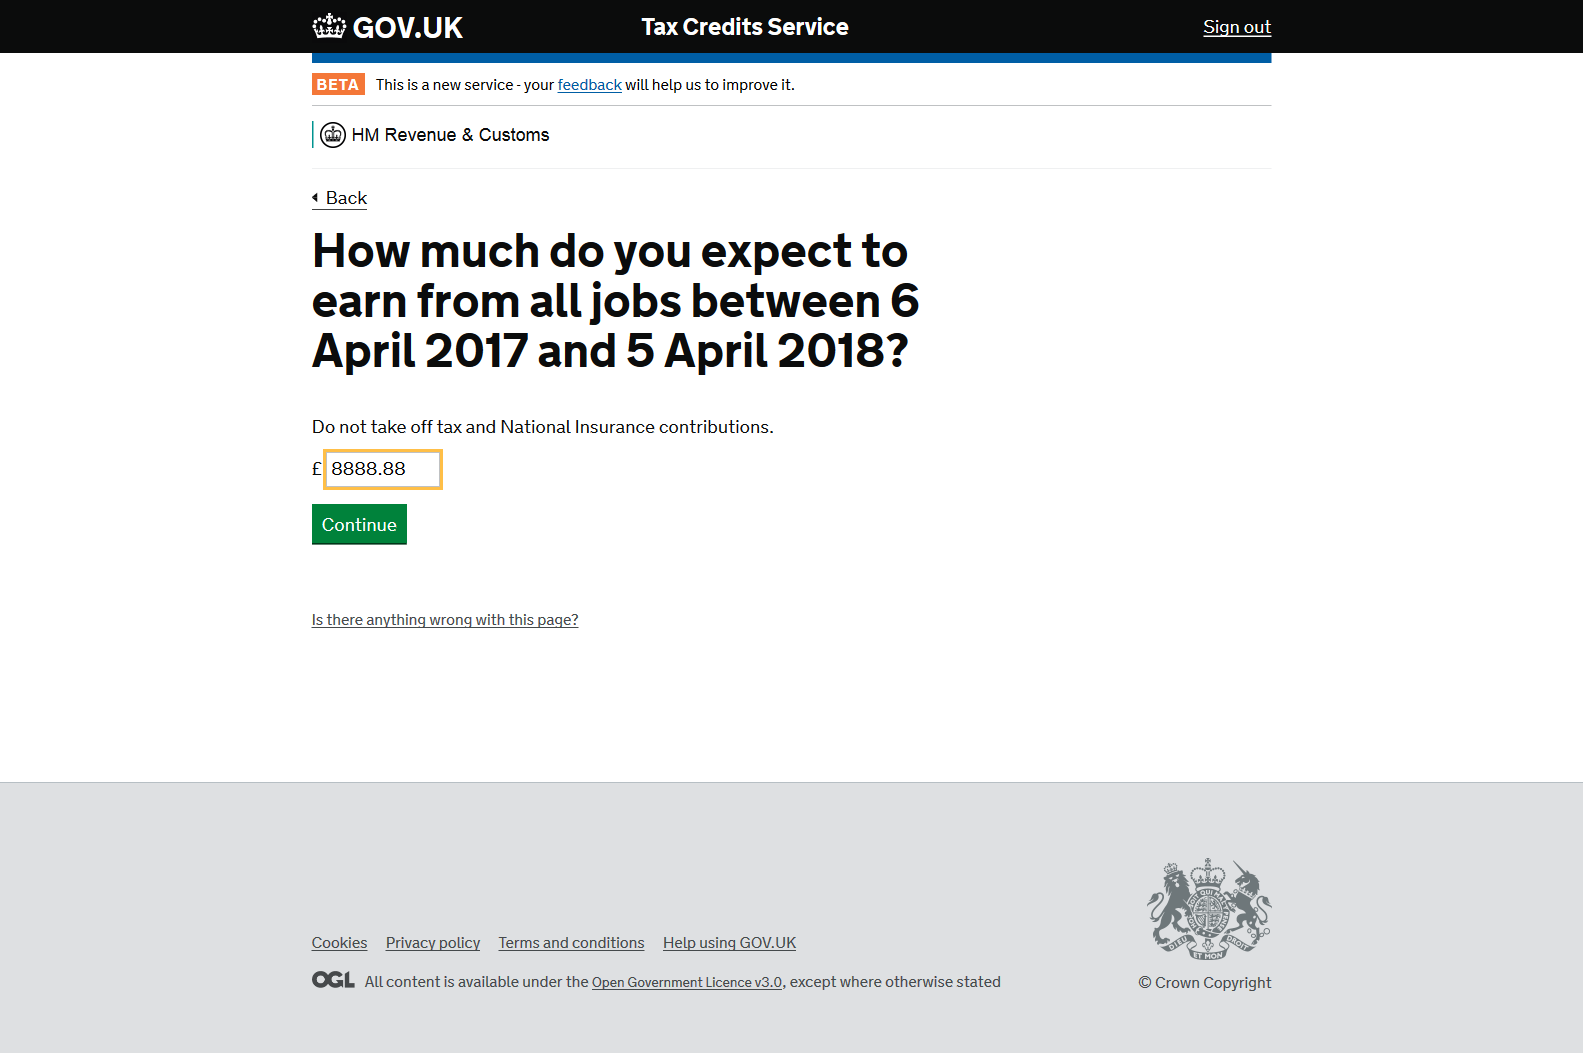 GOV.UK
Tax Credits Service
Sign out
BETA This is a new service - your feedback will help us to improve it.
HM Revenue & Customs
Back
How much do you expect to
earn from all jobs between 6
April 2017 and 5 April 2018?
Do not take off tax and National Insurance contributions.
£ 8888.88
Continue
Is there anything wrong with this page?
Cookies Privacy policy Terms and conditions Help using GOV.UK
OGL All content is available under the Open Government Licence v3.0, except where otherwise stated
DIEU ET MON DROIT
© Crown Copyright